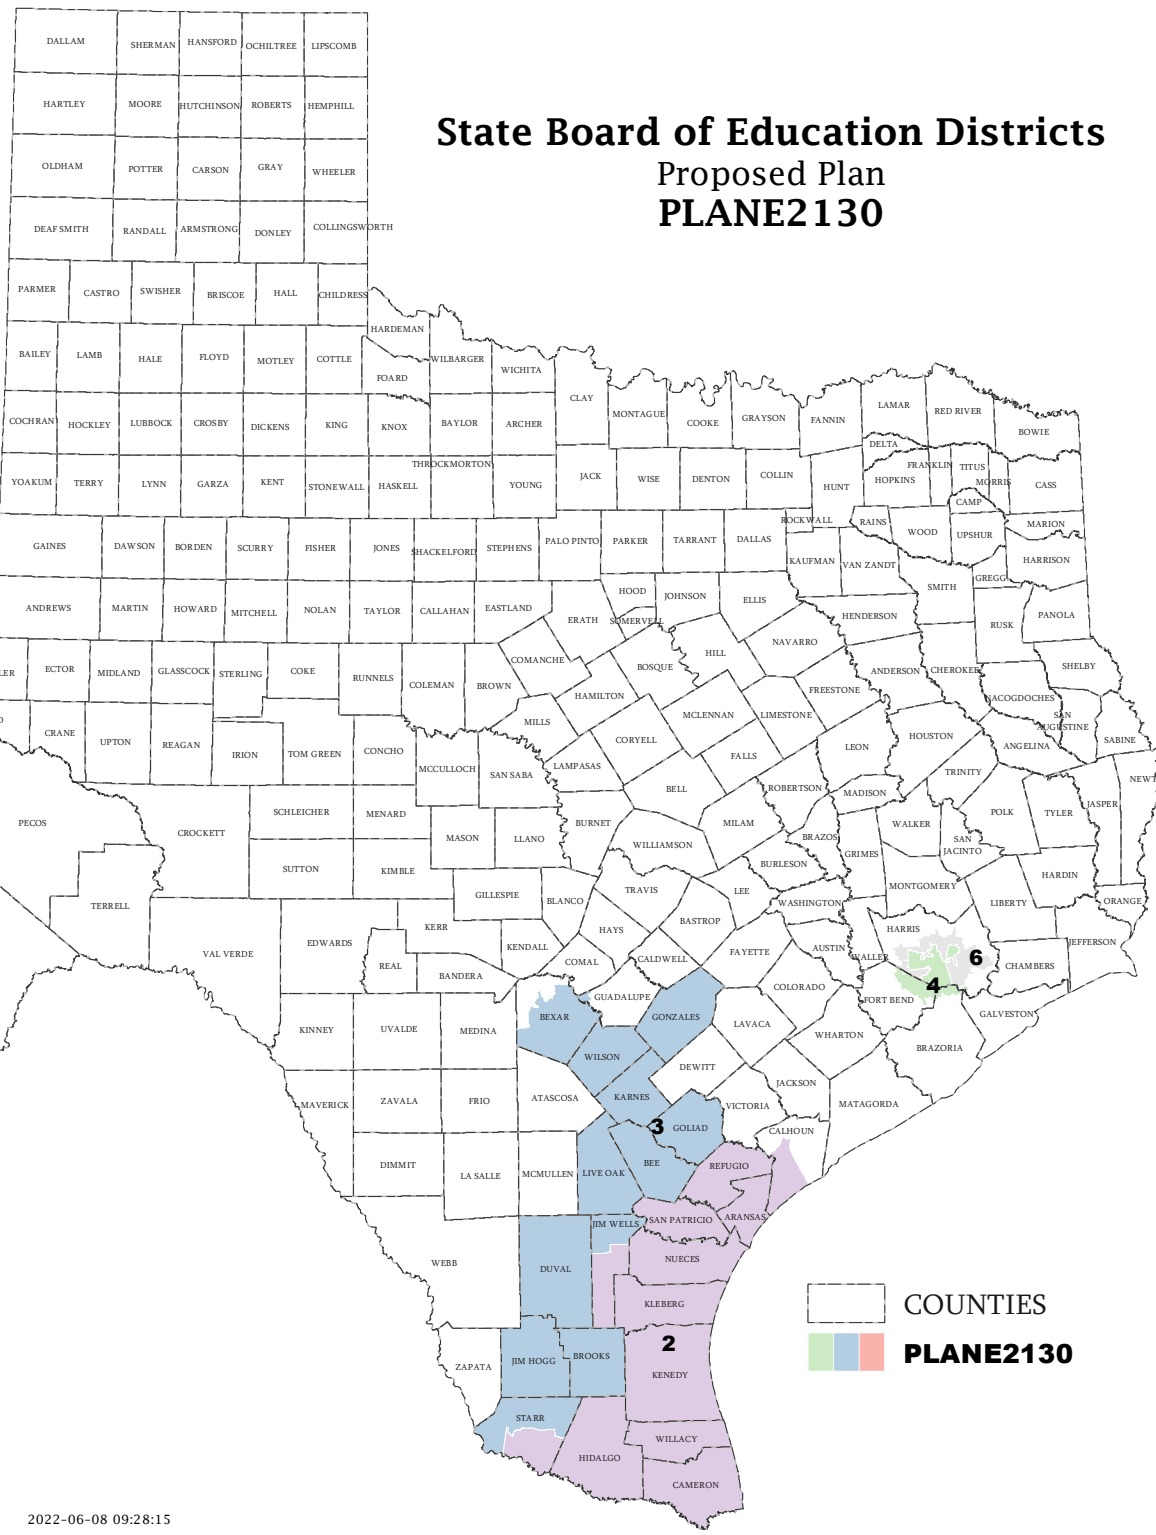 State Board of Education Districts
Proposed Plan
PLANE2130
DALLAM
SHERMAN
HANSFORD
OCHILTREE
LIPSCOMB
HARTLEY
MOORE
HUTCHINSON
ROBERTS
HEMPHILL
OLDHAM
POTTER
CARSON
GRAY
WHEELER
DEAF SMITH
RANDALL
ARMSTRONG
DONLEY
COLLINGSWORTH
PARMER
CASTRO
SWISHER
BRISCOE
HALL
CHILDRESS
HARDEMAN
BAILEY
LAMB
HALE
FLOYD
MOTLEY
COTTLE
FOARD
WILBARGER
WICHITA
CLAY
MONTAGUE
COOKE
GRAYSON
FANNIN
LAMAR
RED RIVER
BOWIE
COCHRAN
HOCKLEY
LUBBOCK
CROSBY
DICKENS
KING
KNOX
BAYLOR
ARCHER
DELTA
YOAKUM
TERRY
LYNN
GARZA
KENT
STONEWALL
HASKELL
THROCKMORTON
YOUNG
JACK
WISE
DENTON
COLLIN
HUNT
HOPKINS
FRANKLIN
TITUS
MORRIS
CASS
CAMP
GAINES
DAWSON
BORDEN
SCURRY
FISHER
JONES
SHACKELFORD
STEPHENS
PALO PINTO
PARKER
TARRANT
DALLAS
ROCKWALL
RAINS
WOOD
UPSHUR
MARION
KAUFMAN
VAN ZANDT
SMITH
GREGG
HARRISON
ANDREWS
MARTIN
HOWARD
MITCHELL
NOLAN
TAYLOR
CALLAHAN
EASTLAND
ERATH
HOOD
SOMERVELL
JOHNSON
ELLIS
HENDERSON
RUSK
PANOLA
LER
ECTOR
MIDLAND
GLASSCOCK
STERLING
COKE
RUNNELS
COLEMAN
BROWN
COMANCHE
HAMILTON
BOSQUE
HILL
NAVARRO
ANDERSON
CHEROKEE
NACOGDOCHES
SHELBY
FREESTONE
D
CRANE
UPTON
REAGAN
IRION
TOM GREEN
CONCHO
MCCULLOCH
SAN SABA
MILLS
LAMPASAS
CORYELL
MCLENNAN
LIMESTONE
FALLS
LEON
HOUSTON
ANGELINA
SAN
AUGUSTINE
SABINE
NEWT
PECOS
CROCKETT
SCHLEICHER
MENARD
MASON
LLANO
BURNET
BELL
MILAM
ROBERTSON
MADISON
TRINITY
POLK
TYLER
JASPER
WILLIAMSON
BRAZOS
GRIMES
WALKER
SAN
JACINTO
SUTTON
KIMBLE
BURLESON
HARDIN
TERRELL
GILLESPIE
BLANCO
TRAVIS
LEE
WASHINGTON
MONTGOMERY
LIBERTY
ORANGE
VAL VERDE
EDWARDS
REAL
KERR
BANDERA
KENDALL
HAYS
COMAL
CALDWELL
BASTROP
FAYETTE
AUSTIN
WALLER
HARRIS
6
4
CHAMBERS
JEFFERSON
KINNEY
UVALDE
MEDINA
BEXAR
GUADALUPE
GONZALES
LAVACA
COLORADO
FORT BEND
GALVESTON
WILSON
DEWITT
WHARTON
BRAZORIA
MAVERICK
ZAVALA
FRIO
ATASCOSA
KARNES
VICTORIA
JACKSON
MATAGORDA
3
GOLIAD
CALHOUN
DIMMIT
LA SALLE
MCMULLEN
LIVE OAK
BEE
REFUGIO
JIM WELLS
SAN PATRICIO
ARANSAS
WEBB
DUVAL
NUECES
KLEBERG
COUNTIES
PLANE2130
ZAPATA
JIM HOGG
BROOKS
2
KENEDY
STARR
WILLACY
HIDALGO
CAMERON
2022-06-08 09:28:15